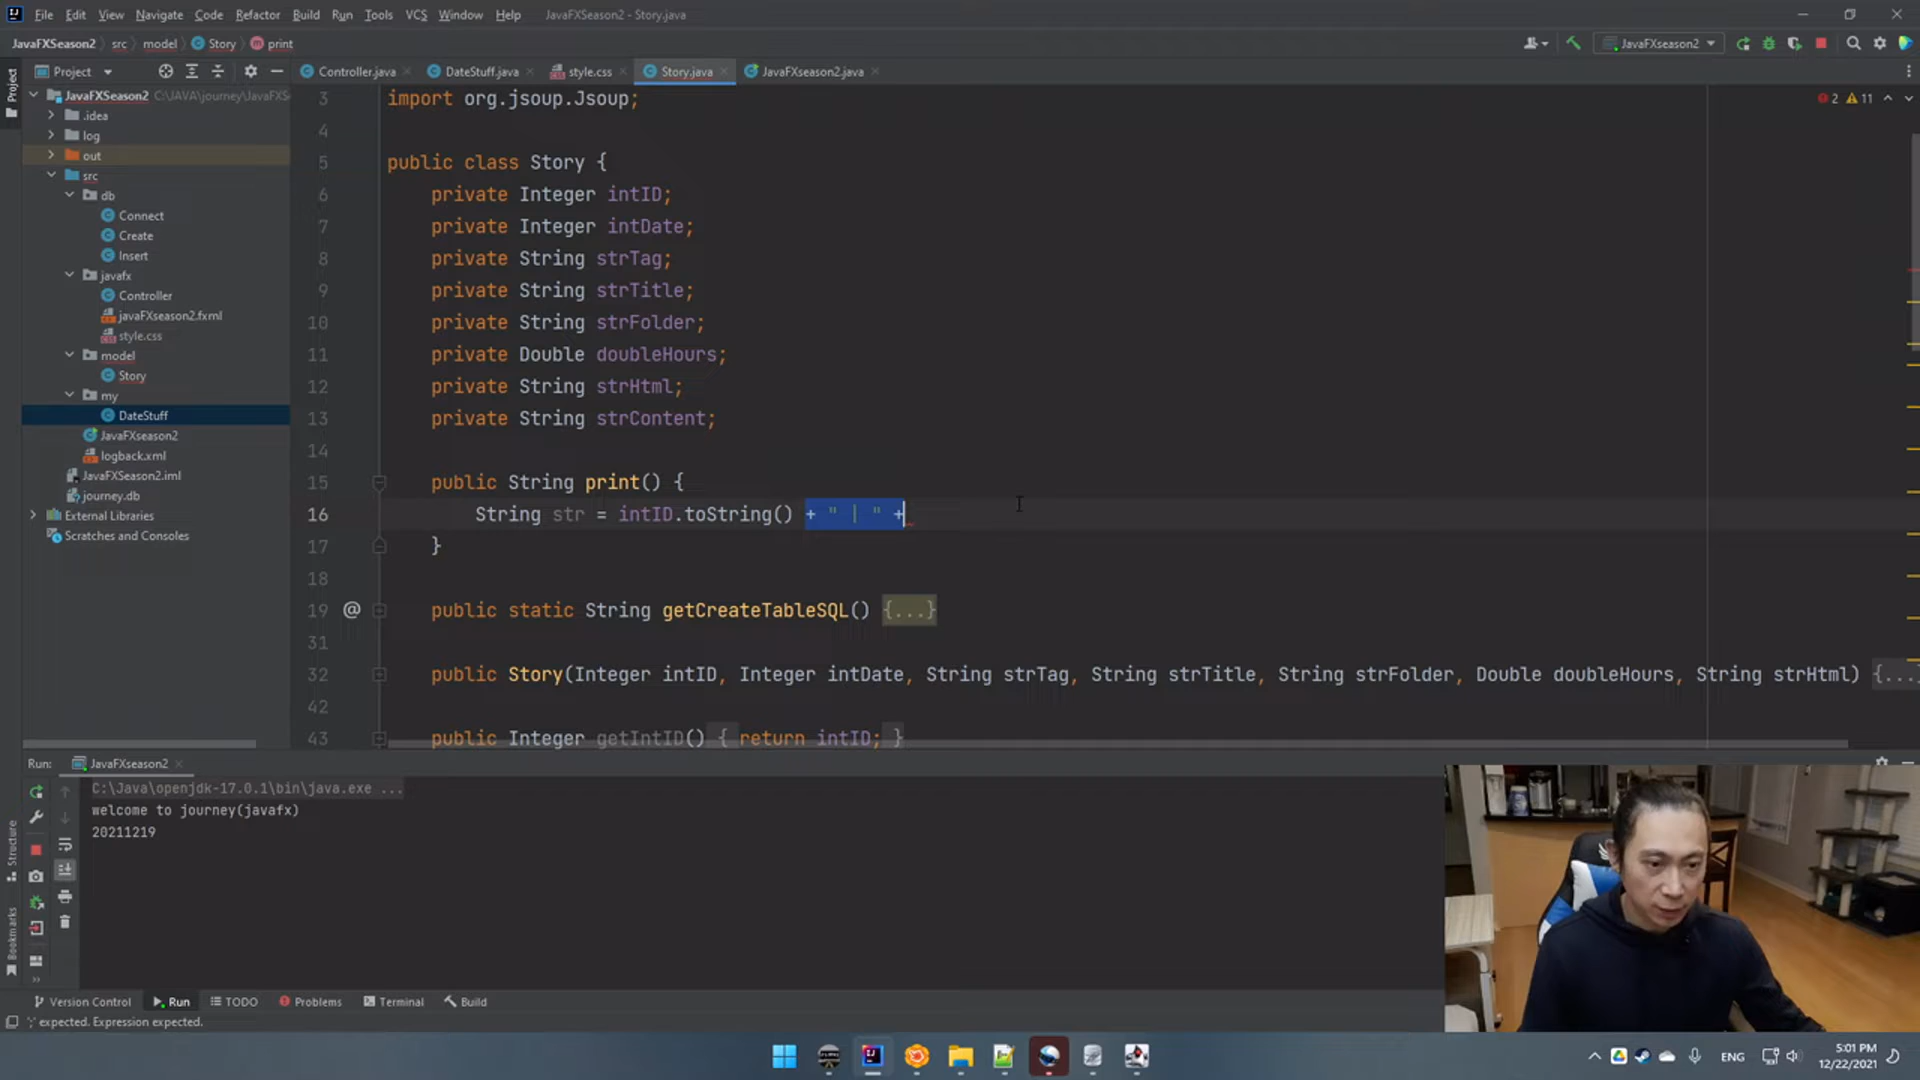 File Edit View Navigate Code Refactor Build Run Tools VCS Window Help JavaFXSeason2 - Story.java
JavaFXSeason2 src model Story print JavaFXseason2
Project Controller.java DateStuff.java style.css Story.java JavaFXseason2.java
Project
JavaFXSeason2 C:\JAVA\journey\JavaFXS
.idea
log
out
src
db
Connect
Create
Insert
javafx
Controller
javaFXseason2.fxml
style.css
model
Story
my
DateStuff
JavaFXseason2
logback.xml
JavaFXSeason2.iml
journey.db
External Libraries
Scratches and Consoles
2 11
3 import org.jsoup.Jsoup;
4
5 public class Story {
6 private Integer intID;
7 private Integer intDate;
8 private String strTag;
9 private String strTitle;
10 private String strFolder;
11 private Double doubleHours;
12 private String strHtml;
13 private String strContent;
14
15 public String print() {
16 String str = intID.toString() + " | " +
17 }
18
19 @ public static String getCreateTableSQL() {...}
31
32 public Story(Integer intID, Integer intDate, String strTag, String strTitle, String strFolder, Double doubleHours, String strHtml) {...
42
43 public Integer getIntID() { return intID; }
Run: JavaFXseason2
C:\Java\openjdk-17.0.1\bin\java.exe ...
welcome to journey(javafx)
20211219
Structure
Bookmarks
Version Control Run TODO Problems Terminal Build
';' expected. Expression expected.
ENG 5:01 PM
12/22/2021